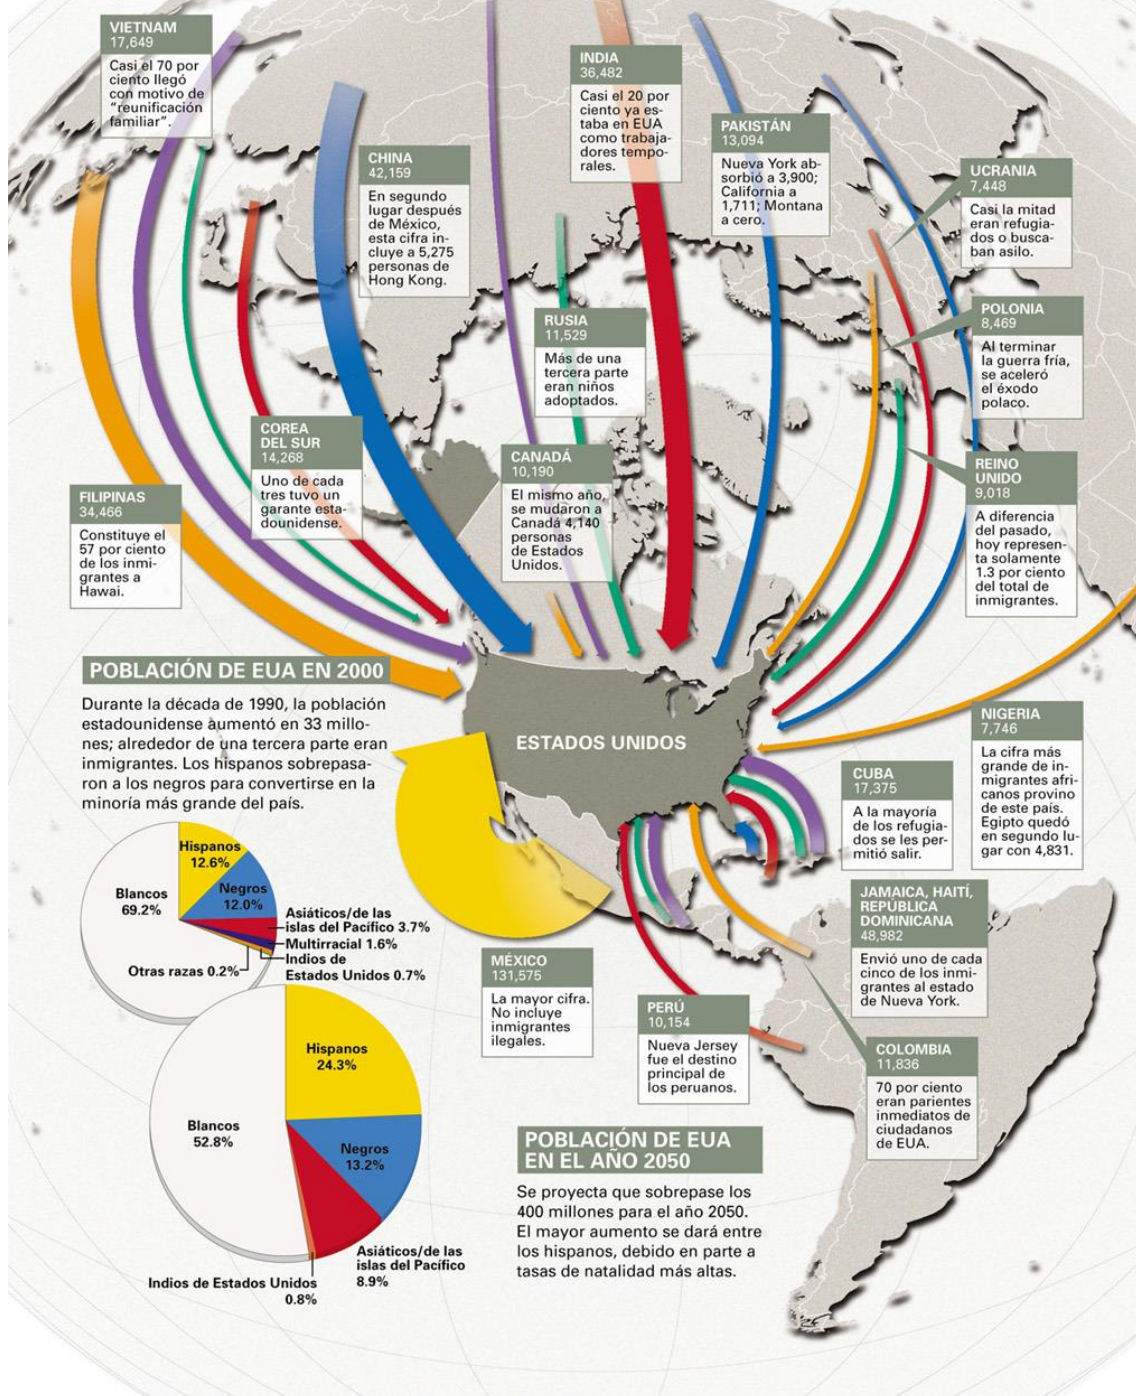 VIETNAM
17,649
Casi el 70 por
ciento llegó
con motivo de
“reunificación
familiar”.
CHINA
42,159
En segundo
lugar después
de México,
esta cifra in-
cluye a 5,275
personas de
Hong Kong.
INDIA
36,482
Casi el 20 por
ciento ya es-
taba en EUA
como trabaja-
dores tempo-
rales.
PAKISTÁN
13,094
Nueva York ab-
sorbió a 3,900;
California a
1,711; Montana
a cero.
UCRANIA
7,448
Casi la mitad
eran refugia-
dos o busca-
ban asilo.
RUSIA
11,529
Más de una
tercera parte
eran niños
adoptados.
POLONIA
8,469
Al terminar
la guerra fría,
se aceleró
el éxodo
polaco.
COREA
DEL SUR
14,268
Uno de cada
tres tuvo un
garante esta-
dounidense.
CANADÁ
10,190
El mismo año,
se mudaron a
Canadá 4,140
personas
de Estados
Unidos.
REINO
UNIDO
9,018
A diferencia
del pasado,
hoy represen-
ta solamente
1.3 por ciento
del total de
inmigrantes.
FILIPINAS
34,466
Constituye el
57 por ciento
de los inmi-
grantes a
Hawai.
POBLACIÓN DE EUA EN 2000
Durante la década de 1990, la población
estadounidense aumentó en 33 millo-
nes; alrededor de una tercera parte eran
inmigrantes. Los hispanos sobrepasa-
ron a los negros para convertirse en la
minoría más grande del país.
ESTADOS UNIDOS
NIGERIA
7,746
La cifra más
grande de in-
migrantes afri-
canos provino
de este país.
Egipto quedó
en segundo lu-
gar con 4,831.
CUBA
17,375
A la mayoría
de los refugia-
dos se les per-
mitió salir.
Hispanos
12.6%
Negros
12.0%
Blancos
69.2%
Asiáticos/de las
islas del Pacífico 3.7%
Multirracial 1.6%
Indios de
Estados Unidos 0.7%
Otras razas 0.2%
JAMAICA, HAITÍ,
REPÚBLICA
DOMINICANA
48,982
Envió uno de cada
cinco de los inmi-
grantes al estado
de Nueva York.
MÉXICO
131,575
La mayor cifra.
No incluye
inmigrantes
ilegales.
PERÚ
10,154
Nueva Jersey
fue el destino
principal de
los peruanos.
COLOMBIA
11,836
70 por ciento
eran parientes
inmediatos de
ciudadanos
de EUA.
Hispanos
24.3%
Blancos
52.8%
Negros
13.2%
Asiáticos/de las
islas del Pacífico
8.9%
Indios de Estados Unidos
0.8%
POBLACIÓN DE EUA
EN EL AÑO 2050
Se proyecta que sobrepase los
400 millones para el año 2050.
El mayor aumento se dará entre
los hispanos, debido en parte a
tasas de natalidad más altas.